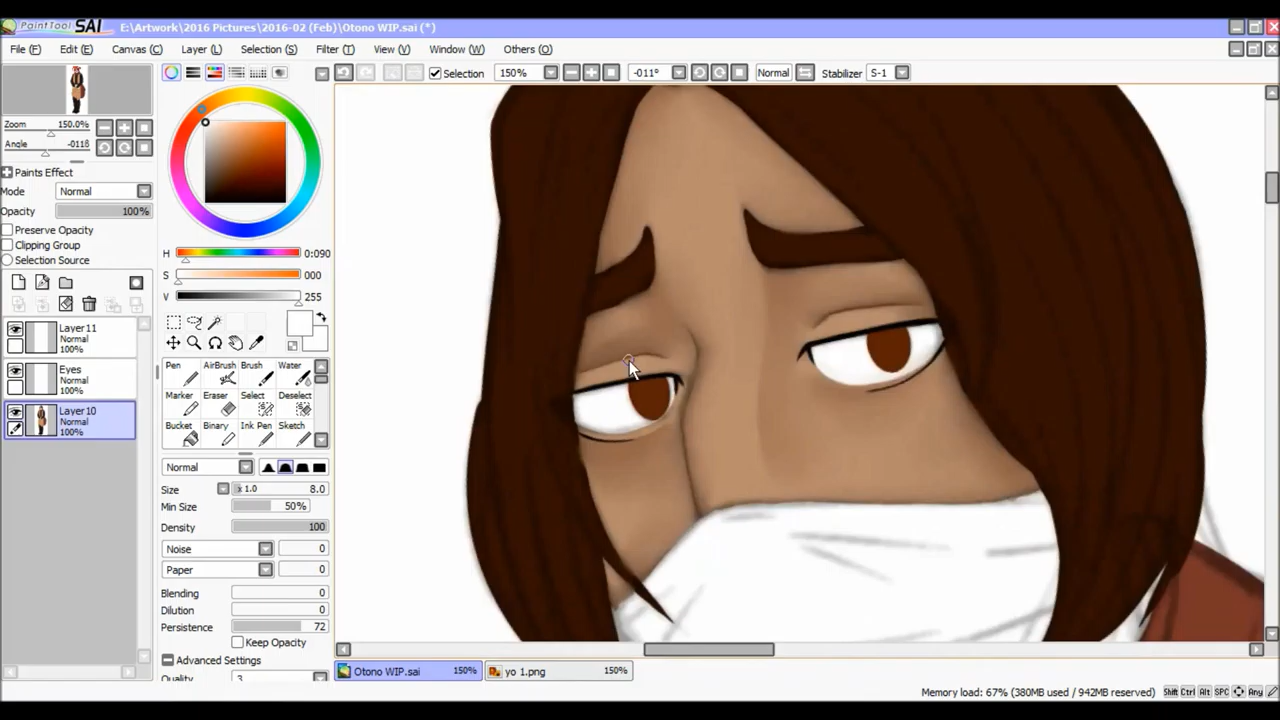 PaintTool SAI E:\Artwork\2016 Pictures\2016-02 (Feb)\Otono WIP.sai (*)
File (F) Edit (E) Canvas (C) Layer (L) Selection (S) Filter (T) View (V) Window (W) Others (O)
Selection 150% -011° Normal Stabilizer S-1
Zoom 150.0%
Angle -011ß
Paints Effect
Mode Normal
Opacity 100%
Preserve Opacity
Clipping Group
Selection Source
Layer11
Normal
100%
Eyes
Normal
100%
Layer10
Normal
100%
H 0:090
S 000
V 255
Pen AirBrush Brush Water
Marker Eraser Select Deselect
Bucket Binary Ink Pen Sketch
Normal
Size x1.0 8.0
Min Size 50%
Density 100
Noise 0
Paper 0
Blending 0
Dilution 0
Persistence 72
Keep Opacity
Advanced Settings
Quality 3
Otono WIP.sai 150% yo 1.png 150%
Memory load: 67% (380MB used / 942MB reserved) Shift Ctrl Alt SPC Any